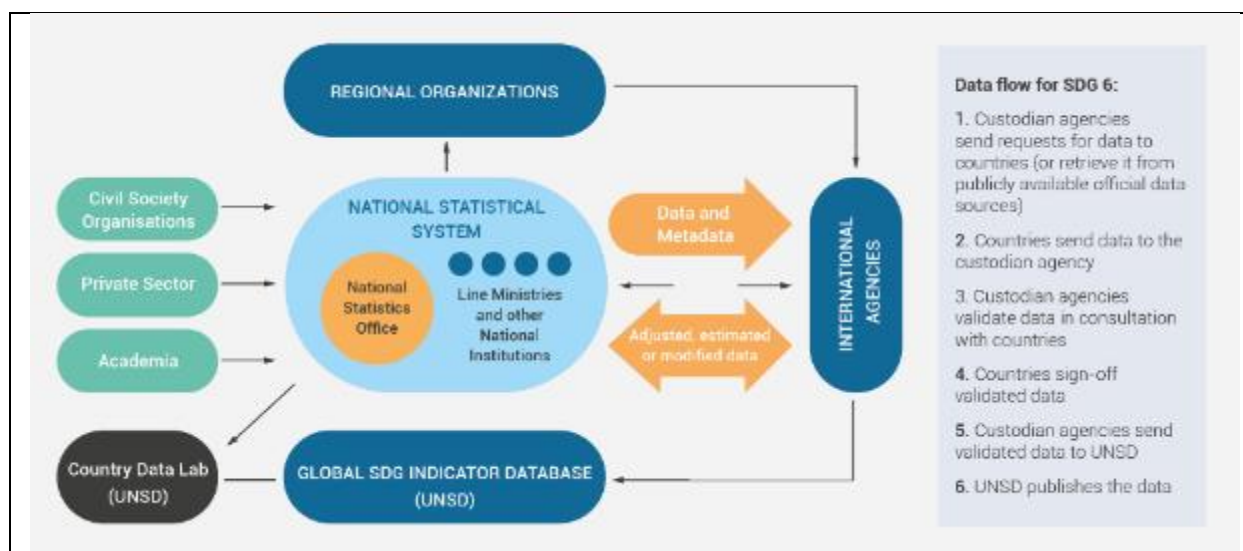 REGIONAL ORGANIZATIONS
Civil Society
Organisations
Private Sector
Academia
NATIONAL STATISTICAL
SYSTEM
National
Statistics
Office
Line Ministries
and other
National
Institutions
Data and
Metadata
Adjusted, estimated
or modified data
INTERNATIONAL
AGENCIES
Country Data Lab
(UNSD)
GLOBAL SDG INDICATOR DATABASE
(UNSD)
Data flow for SDG 6:
1. Custodian agencies
send requests for data to
countries (or retrieve it from
publicly available official data
sources)
2. Countries send data to the
custodian agency
3. Custodian agencies
validate data in consultation
with countries
4. Countries sign-off
validated data
5. Custodian agencies send
validated data to UNSD
6. UNSD publishes the data